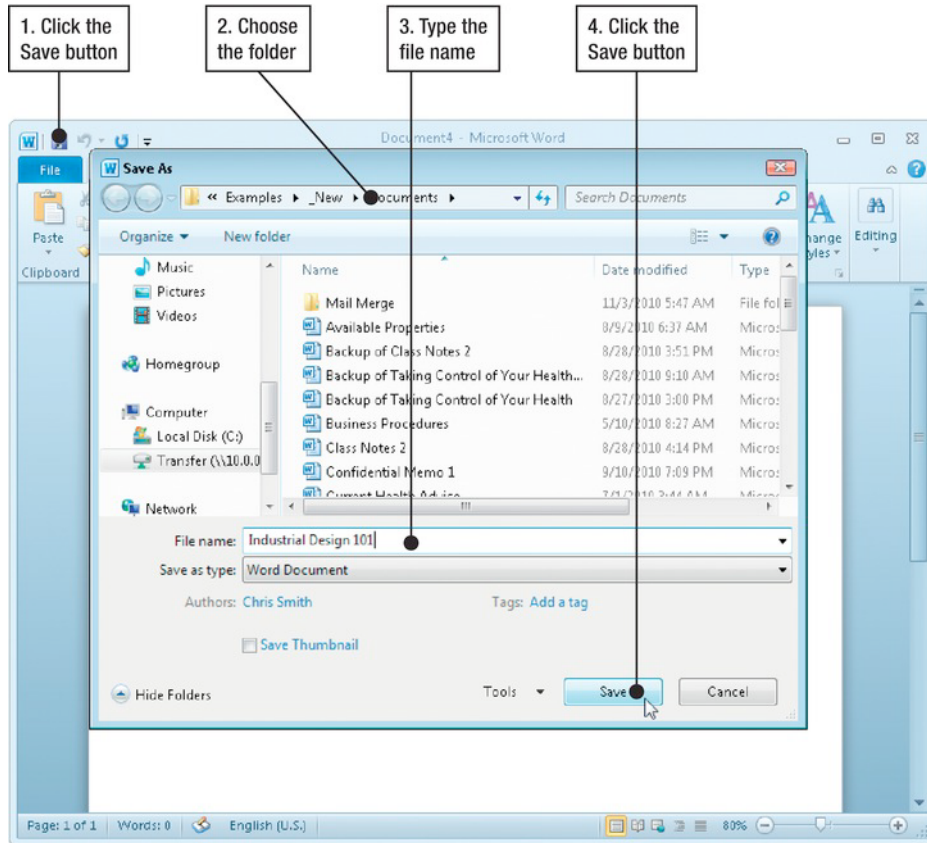 1. Click the
Save button
2. Choose
the folder
3. Type the
file name
4. Click the
Save button
Document4 - Microsoft Word
File
Save As
« Examples _New Documents
Search Documents
Paste
Clipboard
Editing
Organize
New folder
Music
Pictures
Videos
Homegroup
Computer
Local Disk (C:)
Transfer (\\10.0.0
Network
Name Date modified Type
Mail Merge 11/3/2010 5:47 AM File fol
Available Properties 8/9/2010 6:37 AM Micros
Backup of Class Notes 2 8/28/2010 3:51 PM Micros
Backup of Taking Control of Your Health... 8/28/2010 9:10 AM Micros
Backup of Taking Control of Your Health 8/27/2010 3:00 PM Micros
Business Procedures 5/10/2010 8:27 AM Micros
Class Notes 2 8/28/2010 4:14 PM Micros
Confidential Memo 1 9/10/2010 7:09 PM Micros
Current Health Advice
File name: Industrial Design 101
Save as type: Word Document
Authors: Chris Smith Tags: Add a tag
Save Thumbnail
Hide Folders
Tools Save Cancel
Page: 1 of 1 Words: 0 English (U.S.) 80%